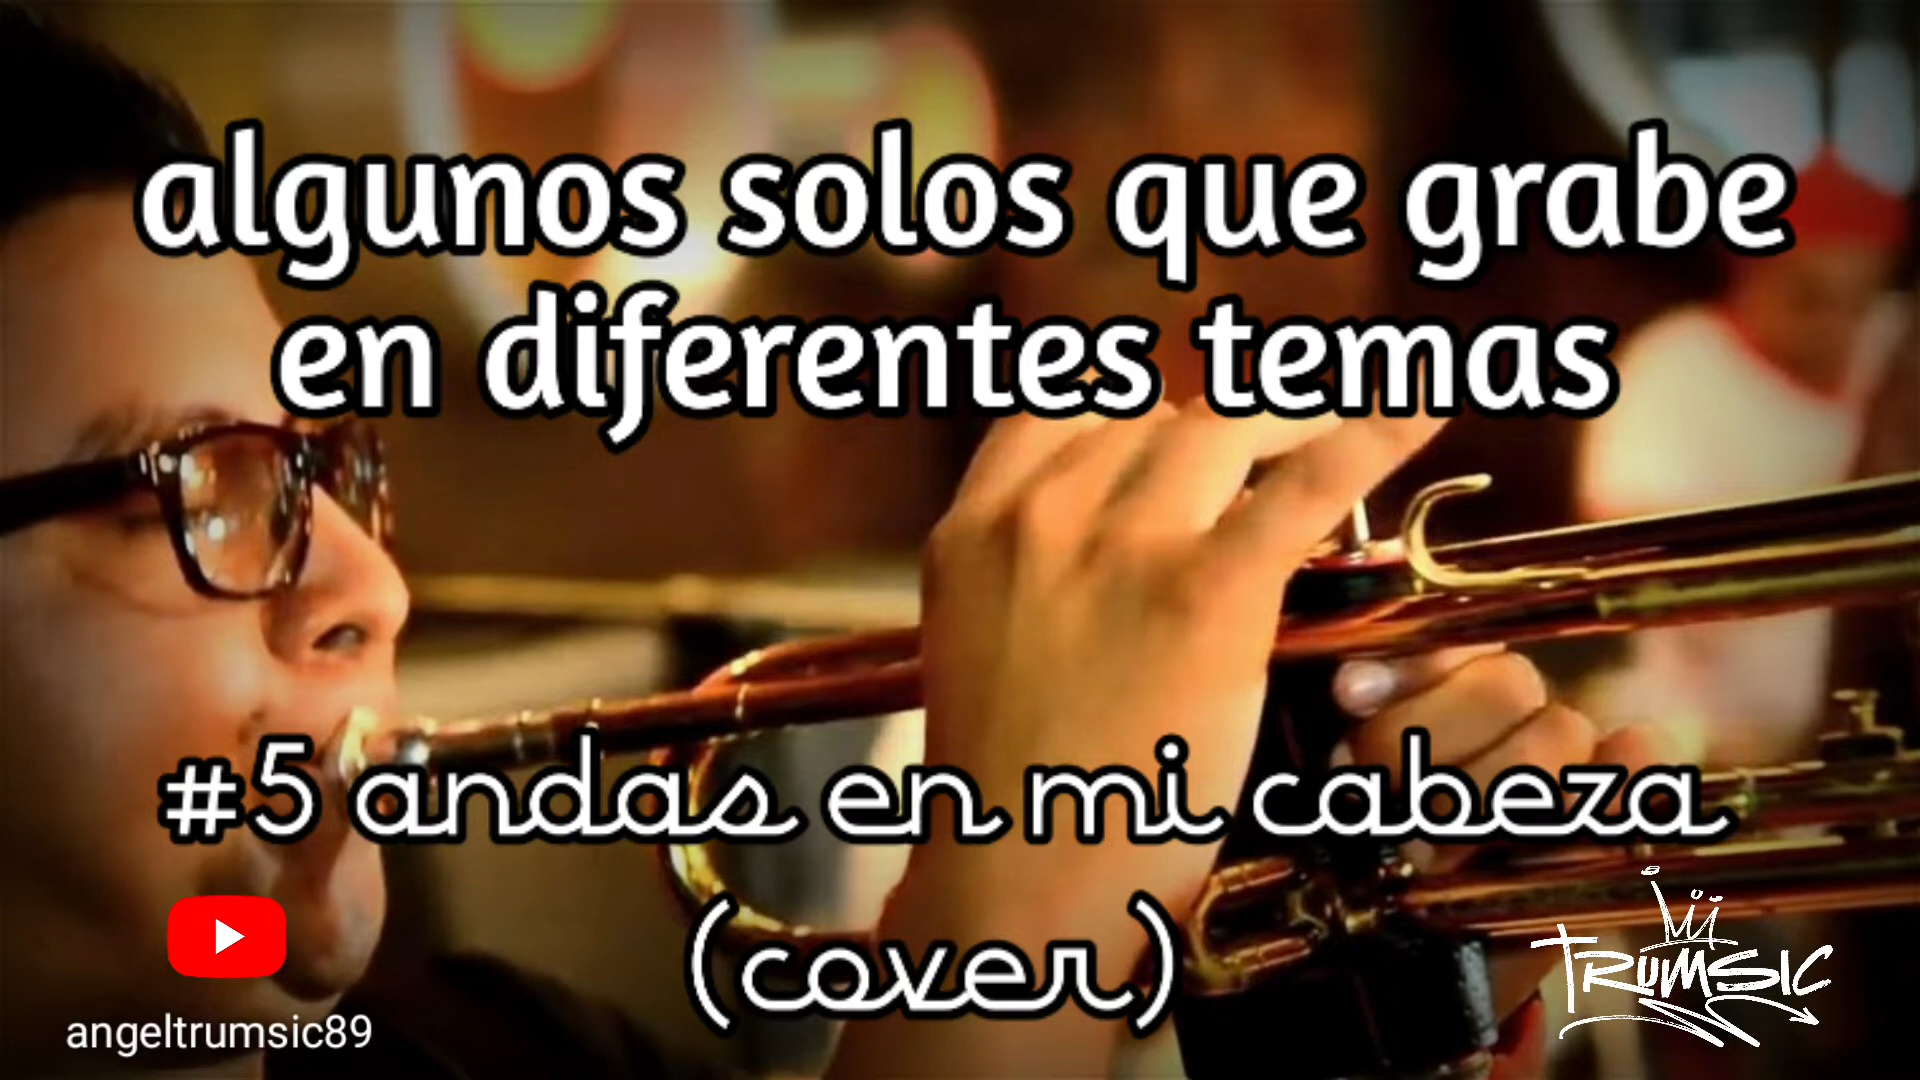 algunos solos que grabe
en diferentes temas
#5 andas en mi cabeza
(cover)
angeltrumsic89
TRUMSIC